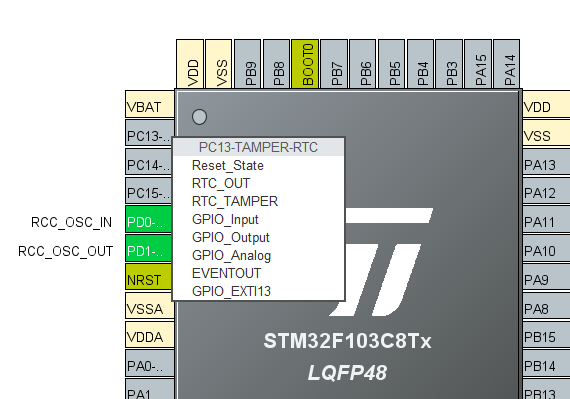 VDD
VSS
PB9
PB8
BOOT0
PB7
PB6
PB5
PB4
PB3
PA15
PA14
VBAT
PC13-..
PC14-..
PC15-..
RCC_OSC_IN PD0-..
RCC_OSC_OUT PD1-..
NRST
VSSA
VDDA
PA0-..
PA1
PC13-TAMPER-RTC
Reset_State
RTC_OUT
RTC_TAMPER
GPIO_Input
GPIO_Output
GPIO_Analog
EVENTOUT
GPIO_EXTI13
STM32F103C8Tx
LQFP48
VDD
VSS
PA13
PA12
PA11
PA10
PA9
PA8
PB15
PB14
PB13